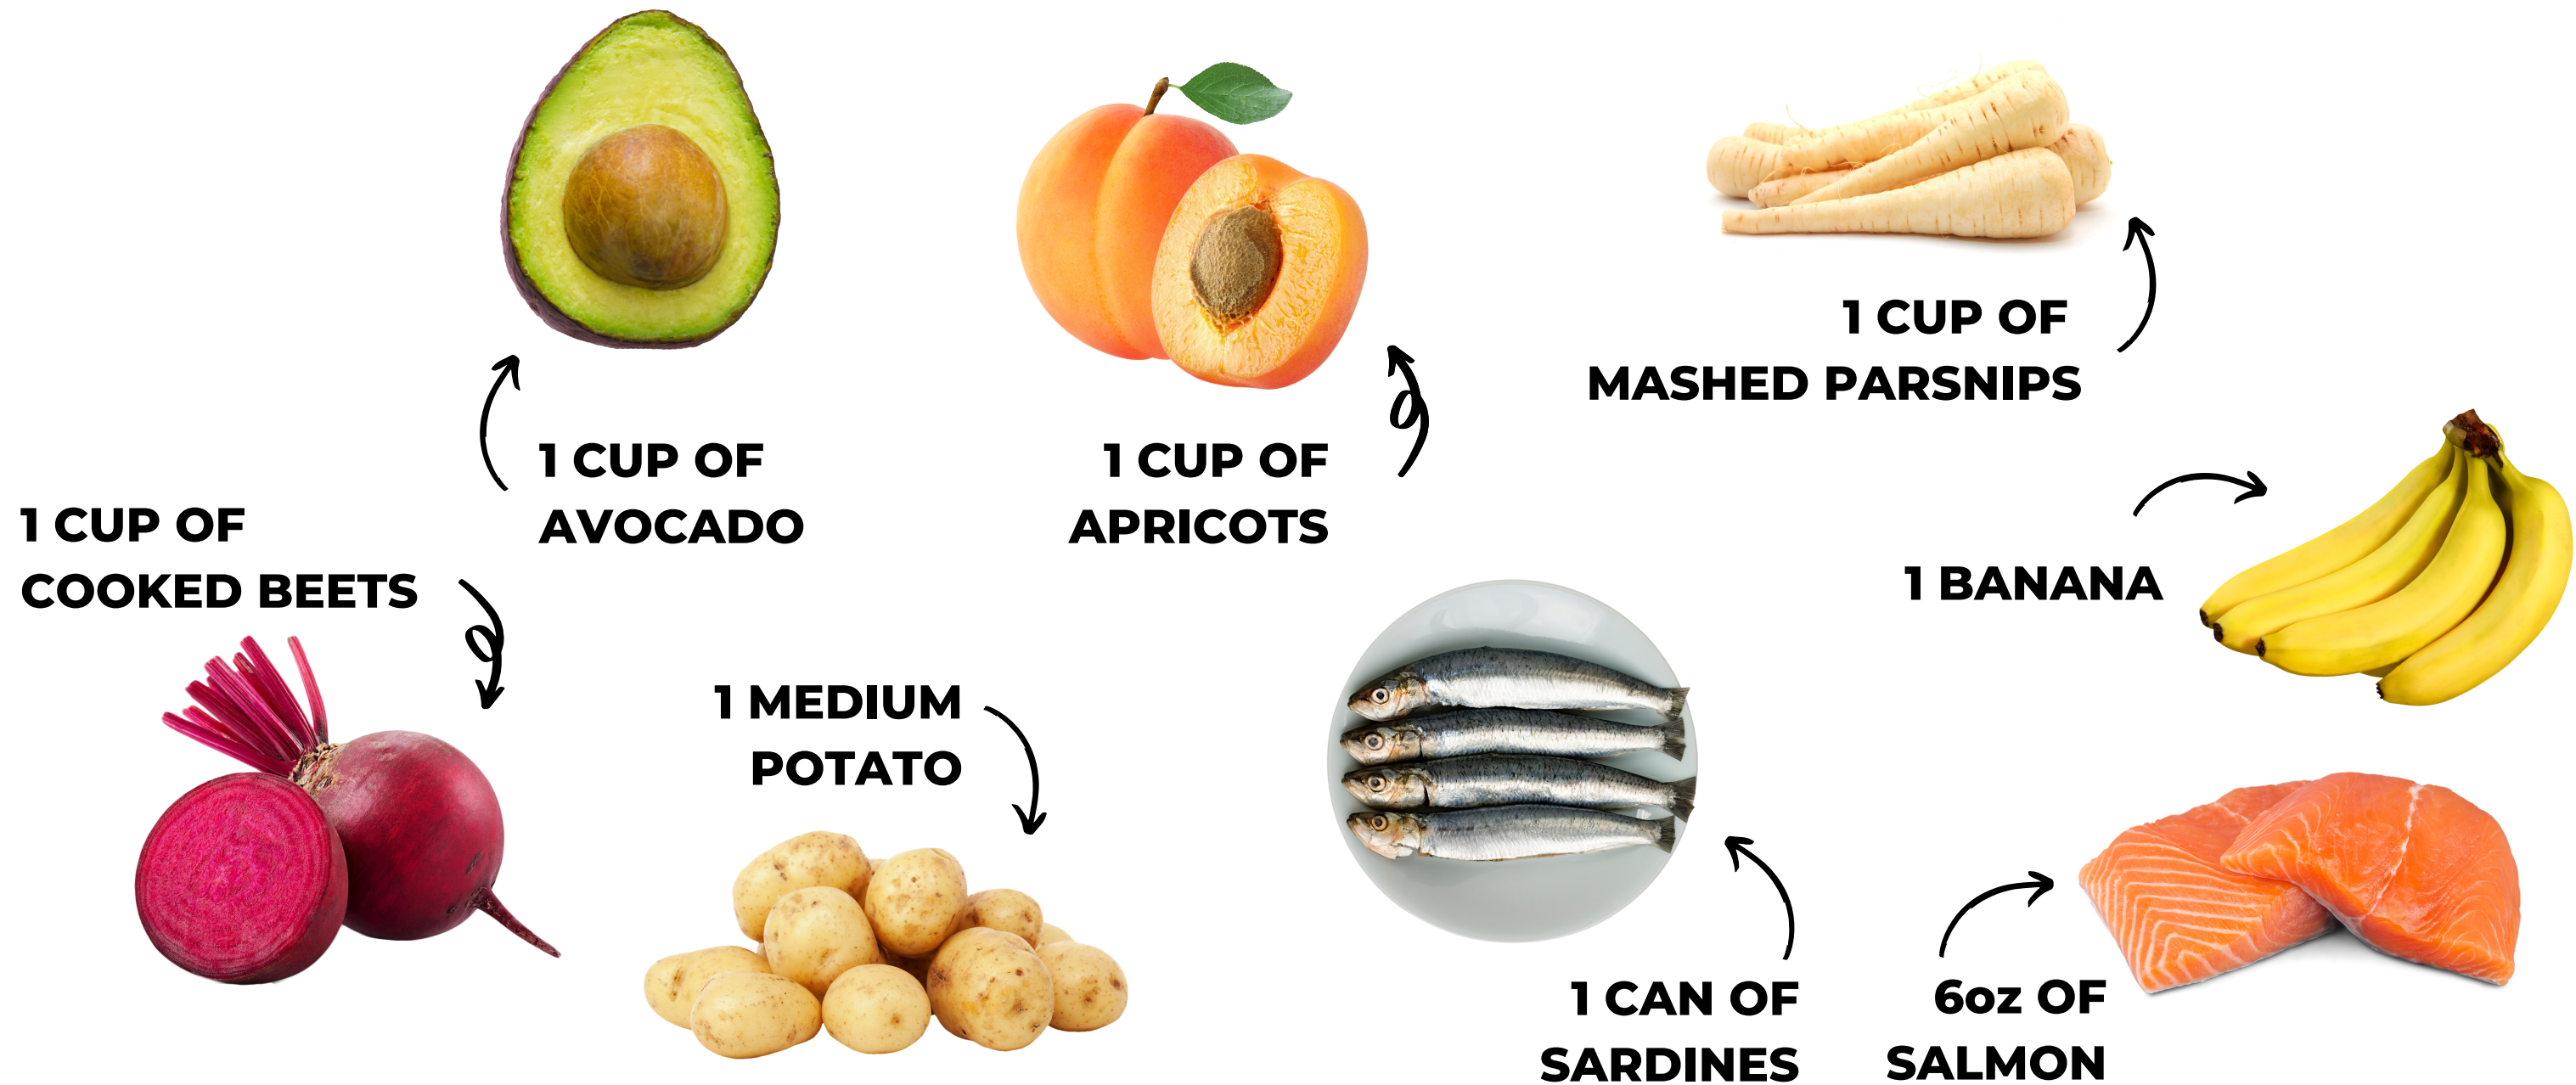 1 CUP OF
AVOCADO
1 CUP OF
APRICOTS
1 CUP OF
MASHED PARSNIPS
1 CUP OF
COOKED BEETS
1 BANANA
1 MEDIUM
POTATO
1 CAN OF
SARDINES
6oz OF
SALMON